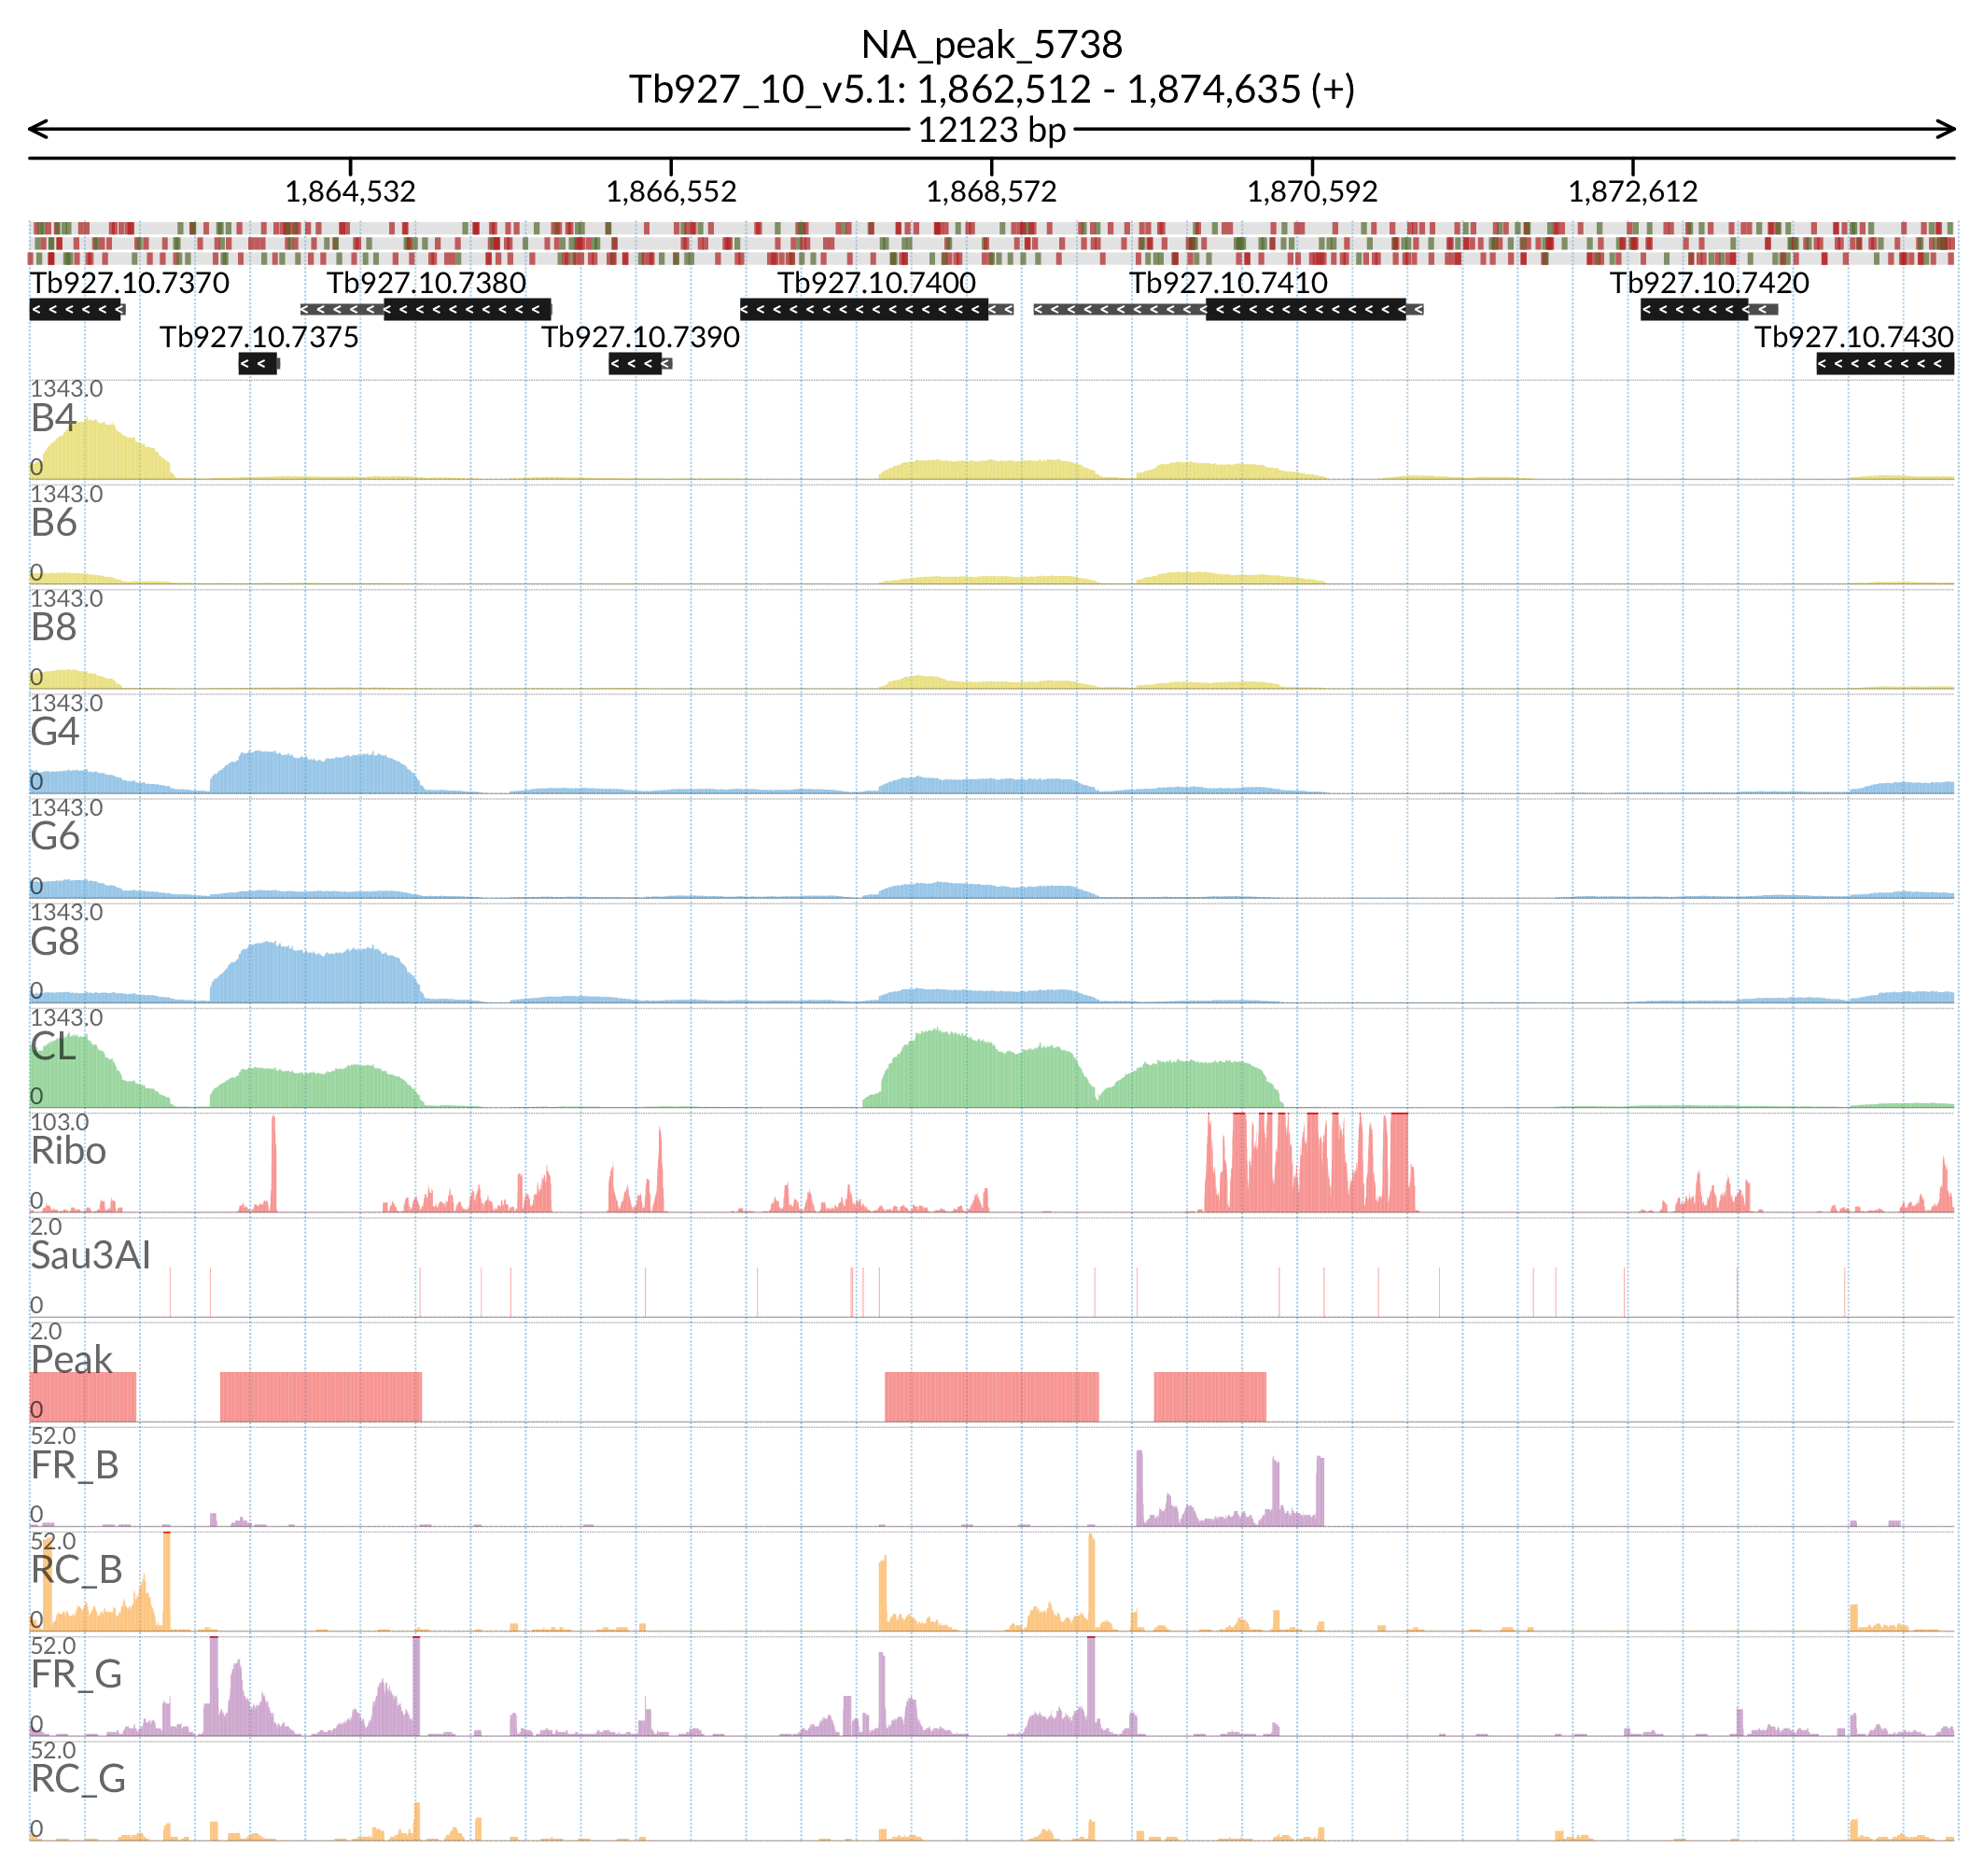 NA_peak_5738
Tb927_10_v5.1: 1,862,512 - 1,874,635 (+)
12123 bp
1,864,532 1,866,552 1,868,572 1,870,592 1,872,612
Tb927.10.7370 Tb927.10.7380 Tb927.10.7400 Tb927.10.7410 Tb927.10.7420
Tb927.10.7375 Tb927.10.7390 Tb927.10.7430
1343.0
B4
0
1343.0
B6
0
1343.0
B8
0
1343.0
G4
0
1343.0
G6
0
1343.0
G8
0
1343.0
CL
0
103.0
Ribo
0
2.0
Sau3AI
0
2.0
Peak
0
52.0
FR_B
0
52.0
RC_B
0
52.0
FR_G
0
52.0
RC_G
0